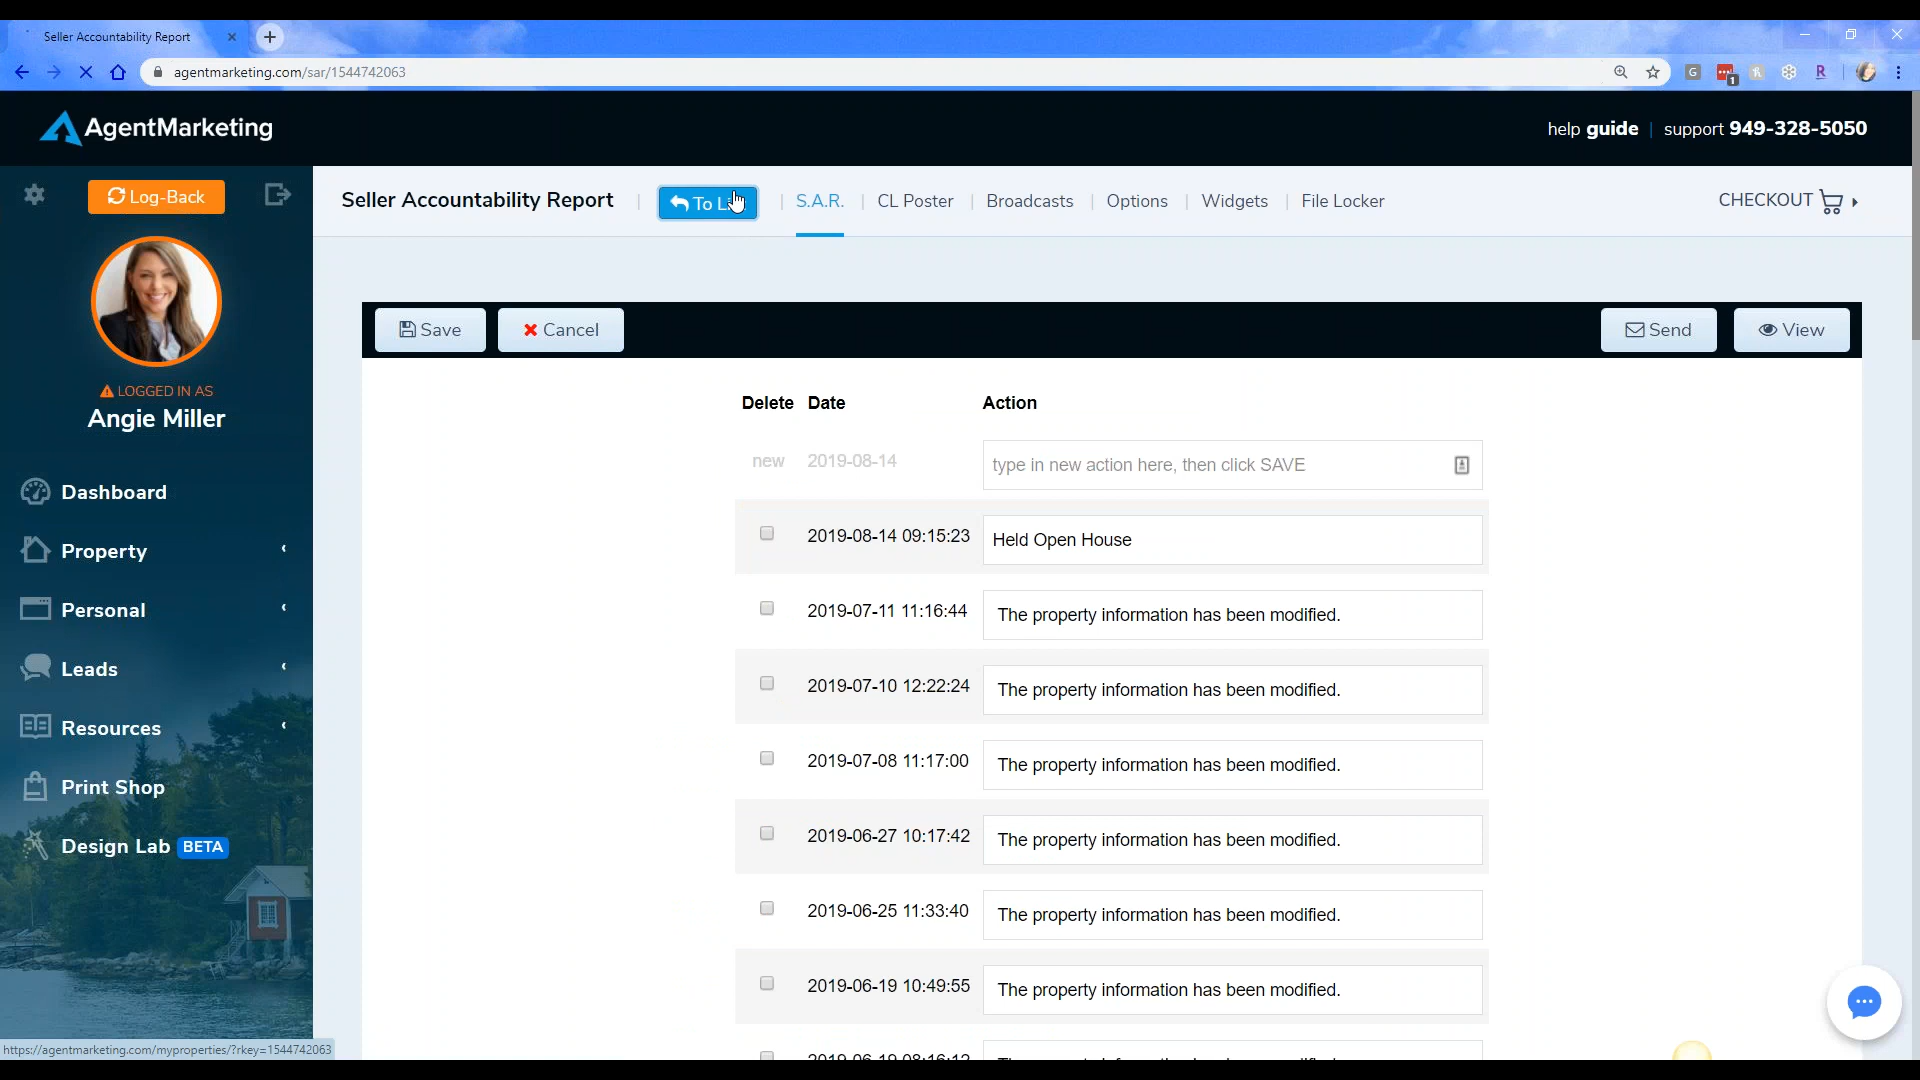 Seller Accountability Report
agentmarketing.com/sar/1544742063
G
1
R
AgentMarketing
help guide | support 949-328-5050
Log-Back
Seller Accountability Report
To L
S.A.R.
CL Poster
Broadcasts
Options
Widgets
File Locker
CHECKOUT
Save
Cancel
Send
View
LOGGED IN AS
Angie Miller
Dashboard
Property
Personal
Leads
Resources
Print Shop
Design Lab BETA
Delete Date Action
new 2019-08-14 type in new action here, then click SAVE
2019-08-14 09:15:23 Held Open House
2019-07-11 11:16:44 The property information has been modified.
2019-07-10 12:22:24 The property information has been modified.
2019-07-08 11:17:00 The property information has been modified.
2019-06-27 10:17:42 The property information has been modified.
2019-06-25 11:33:40 The property information has been modified.
2019-06-19 10:49:55 The property information has been modified.
https://agentmarketing.com/myproperties/?rkey=1544742063